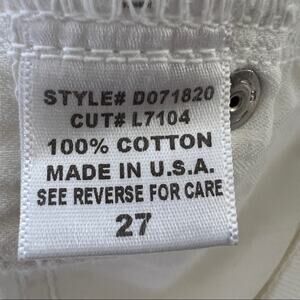 STYLE# D071820
CUT# L7104
100% COTTON
MADE IN U.S.A.
SEE REVERSE FOR CARE
27